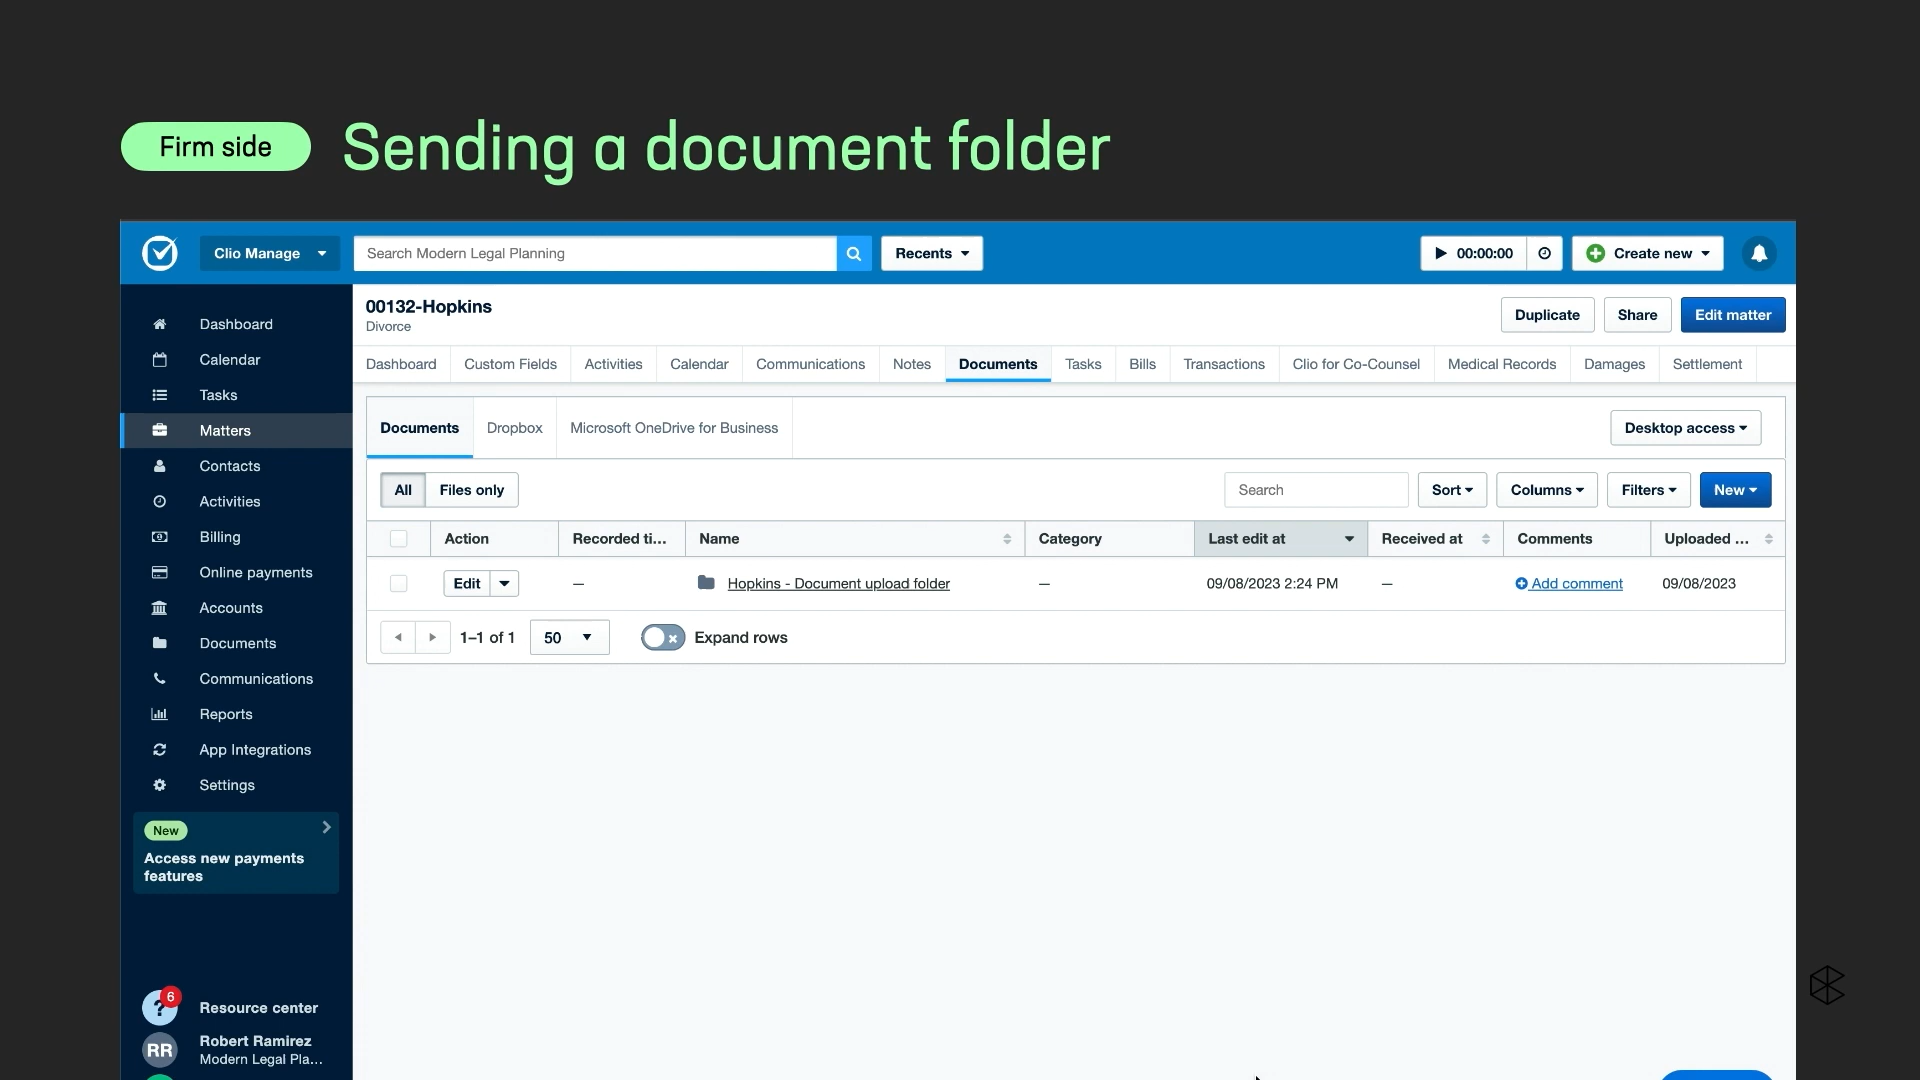 Firm side
Sending a document folder
Clio Manage
Search Modern Legal Planning
Recents
00:00:00
Create new
00132-Hopkins
Divorce
Duplicate
Share
Edit matter
Dashboard
Calendar
Tasks
Matters
Contacts
Activities
Billing
Online payments
Accounts
Documents
Communications
Reports
App Integrations
Settings
New
Access new payments
features
6
?
Resource center
RR
Robert Ramirez
Modern Legal Pla...
Dashboard
Custom Fields
Activities
Calendar
Communications
Notes
Documents
Tasks
Bills
Transactions
Clio for Co-Counsel
Medical Records
Damages
Settlement
Documents
Dropbox
Microsoft OneDrive for Business
Desktop access
All
Files only
Search
Sort
Columns
Filters
New
Action
Recorded ti...
Name
Category
Last edit at
Received at
Comments
Uploaded ...
Edit
—
Hopkins - Document upload folder
—
09/08/2023 2:24 PM
—
Add comment
09/08/2023
1–1 of 1
50
Expand rows